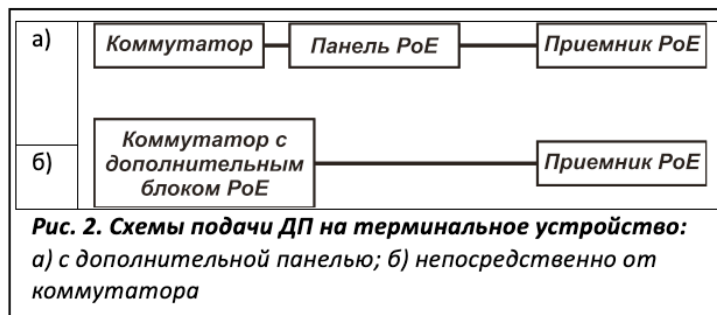 а)
Коммутатор
Панель PoE
Приемник PoE
б)
Коммутатор с
дополнительным
блоком PoE
Приемник PoE
Рис. 2. Схемы подачи ДП на терминальное устройство:
а) с дополнительной панелью; б) непосредственно от
коммутатора